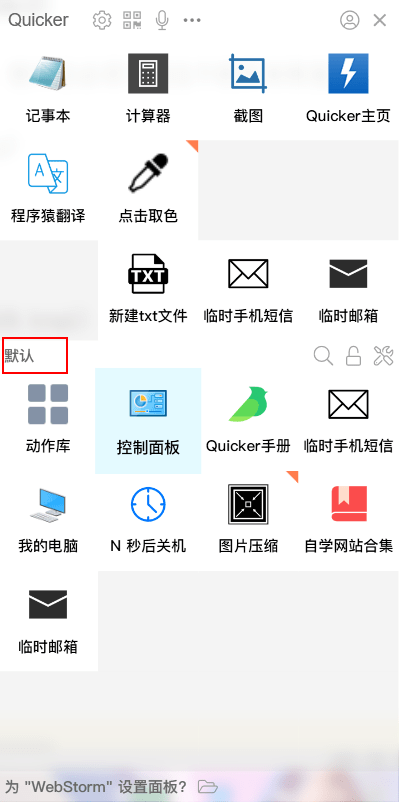 Quicker
记事本 计算器 截图 Quicker主页
程序猿翻译 点击取色
TXT
新建txt文件 临时手机短信 临时邮箱
默认
动作库 控制面板 Quicker手册 临时手机短信
我的电脑 N 秒后关机 图片压缩 自学网站合集
临时邮箱
为 "WebStorm" 设置面板?